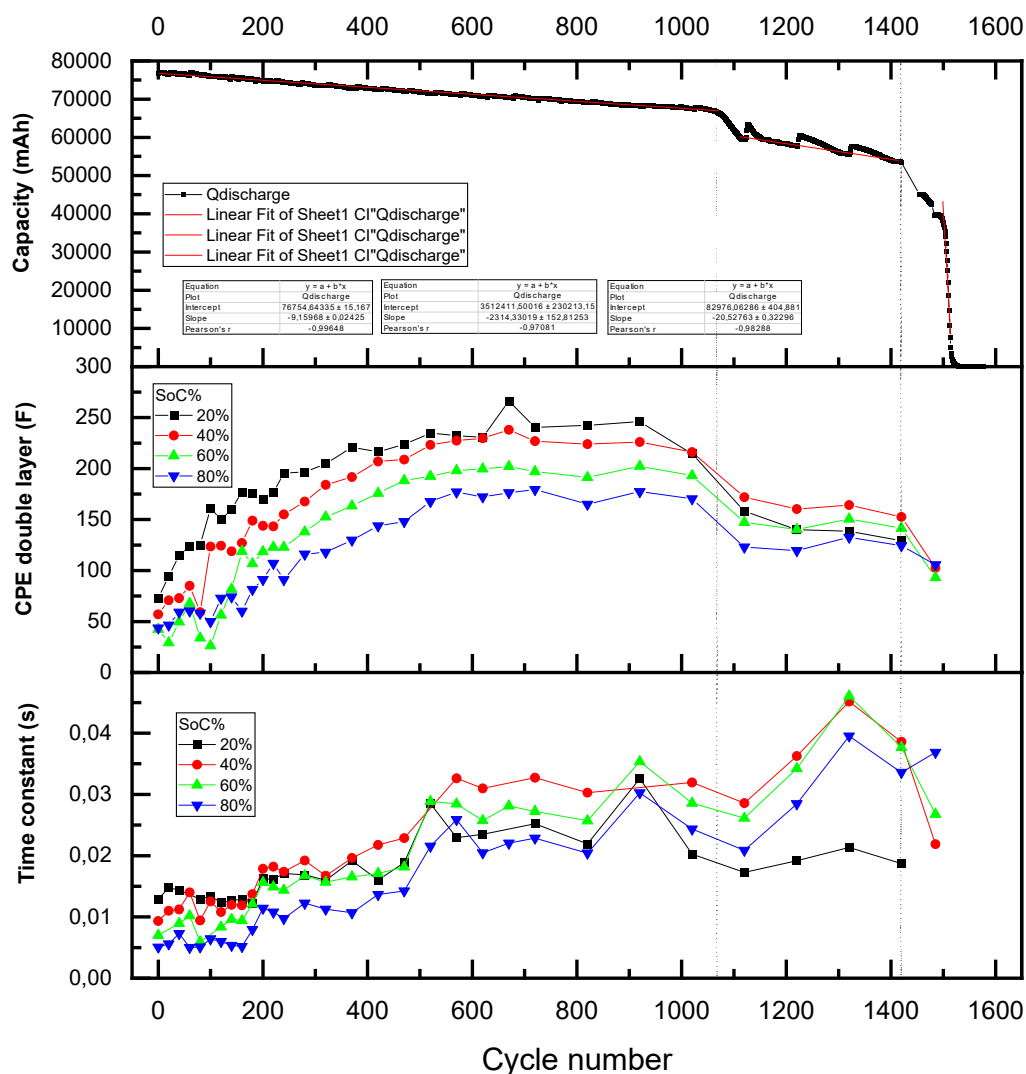 0 200 400 600 800 1000 1200 1400 1600
Capacity (mAh)
80000
70000
60000
50000
40000
30000
20000
10000
Qdischarge
Linear Fit of Sheet1 CI"Qdischarge"
Linear Fit of Sheet1 CI"Qdischarge"
Linear Fit of Sheet1 CI"Qdischarge"
Equation y = a + b*x
Plot Qdischarge
Intercept 76754,64335 ± 15,167
Slope -9,15968 ± 0,02425
Pearson's r -0,99648
Equation y = a + b*x
Plot Qdischarge
Intercept 3512411,50016 ± 230213,15
Slope -2314,33019 ± 152,81253
Pearson's r -0,97081
Equation y = a + b*x
Plot Qdischarge
Intercept 82976,06286 ± 404,881
Slope -20,52763 ± 0,32296
Pearson's r -0,98288
CPE double layer (F)
300
250
200
150
100
50
0
SoC%
20%
40%
60%
80%
Time constant (s)
0,04
0,03
0,02
0,01
0,00
SoC%
20%
40%
60%
80%
0 200 400 600 800 1000 1200 1400 1600
Cycle number